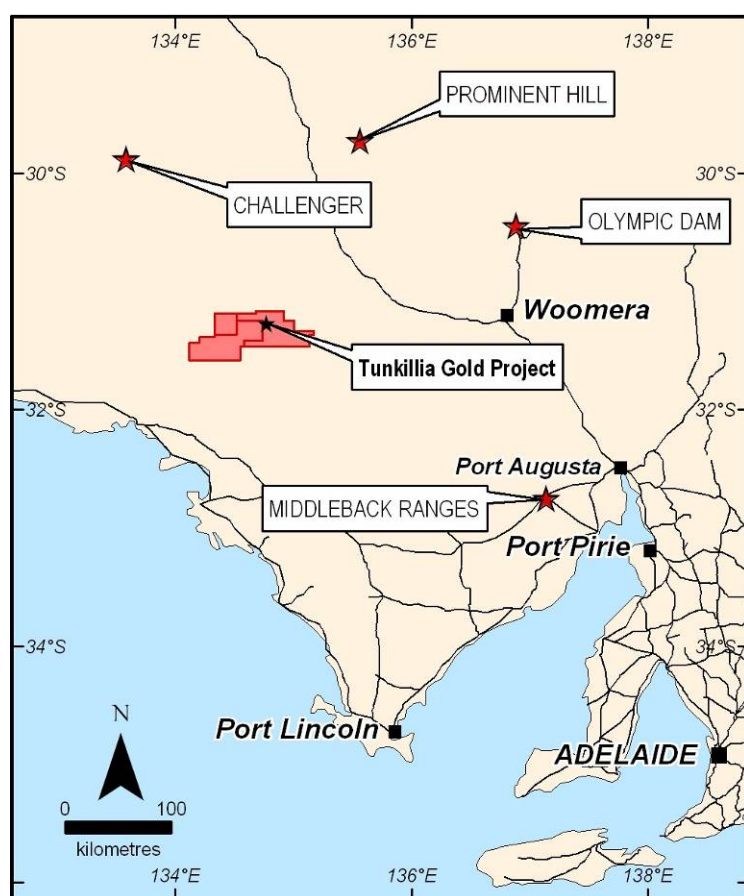 134°E
136°E
138°E
PROMINENT HILL
30°S
30°S
CHALLENGER
OLYMPIC DAM
Woomera
Tunkillia Gold Project
32°S
32°S
Port Augusta
MIDDLEBACK RANGES
Port Pirie
34°S
34°S
Port Lincoln
ADELAIDE
N
0
100
kilometres
134°E
136°E
138°E